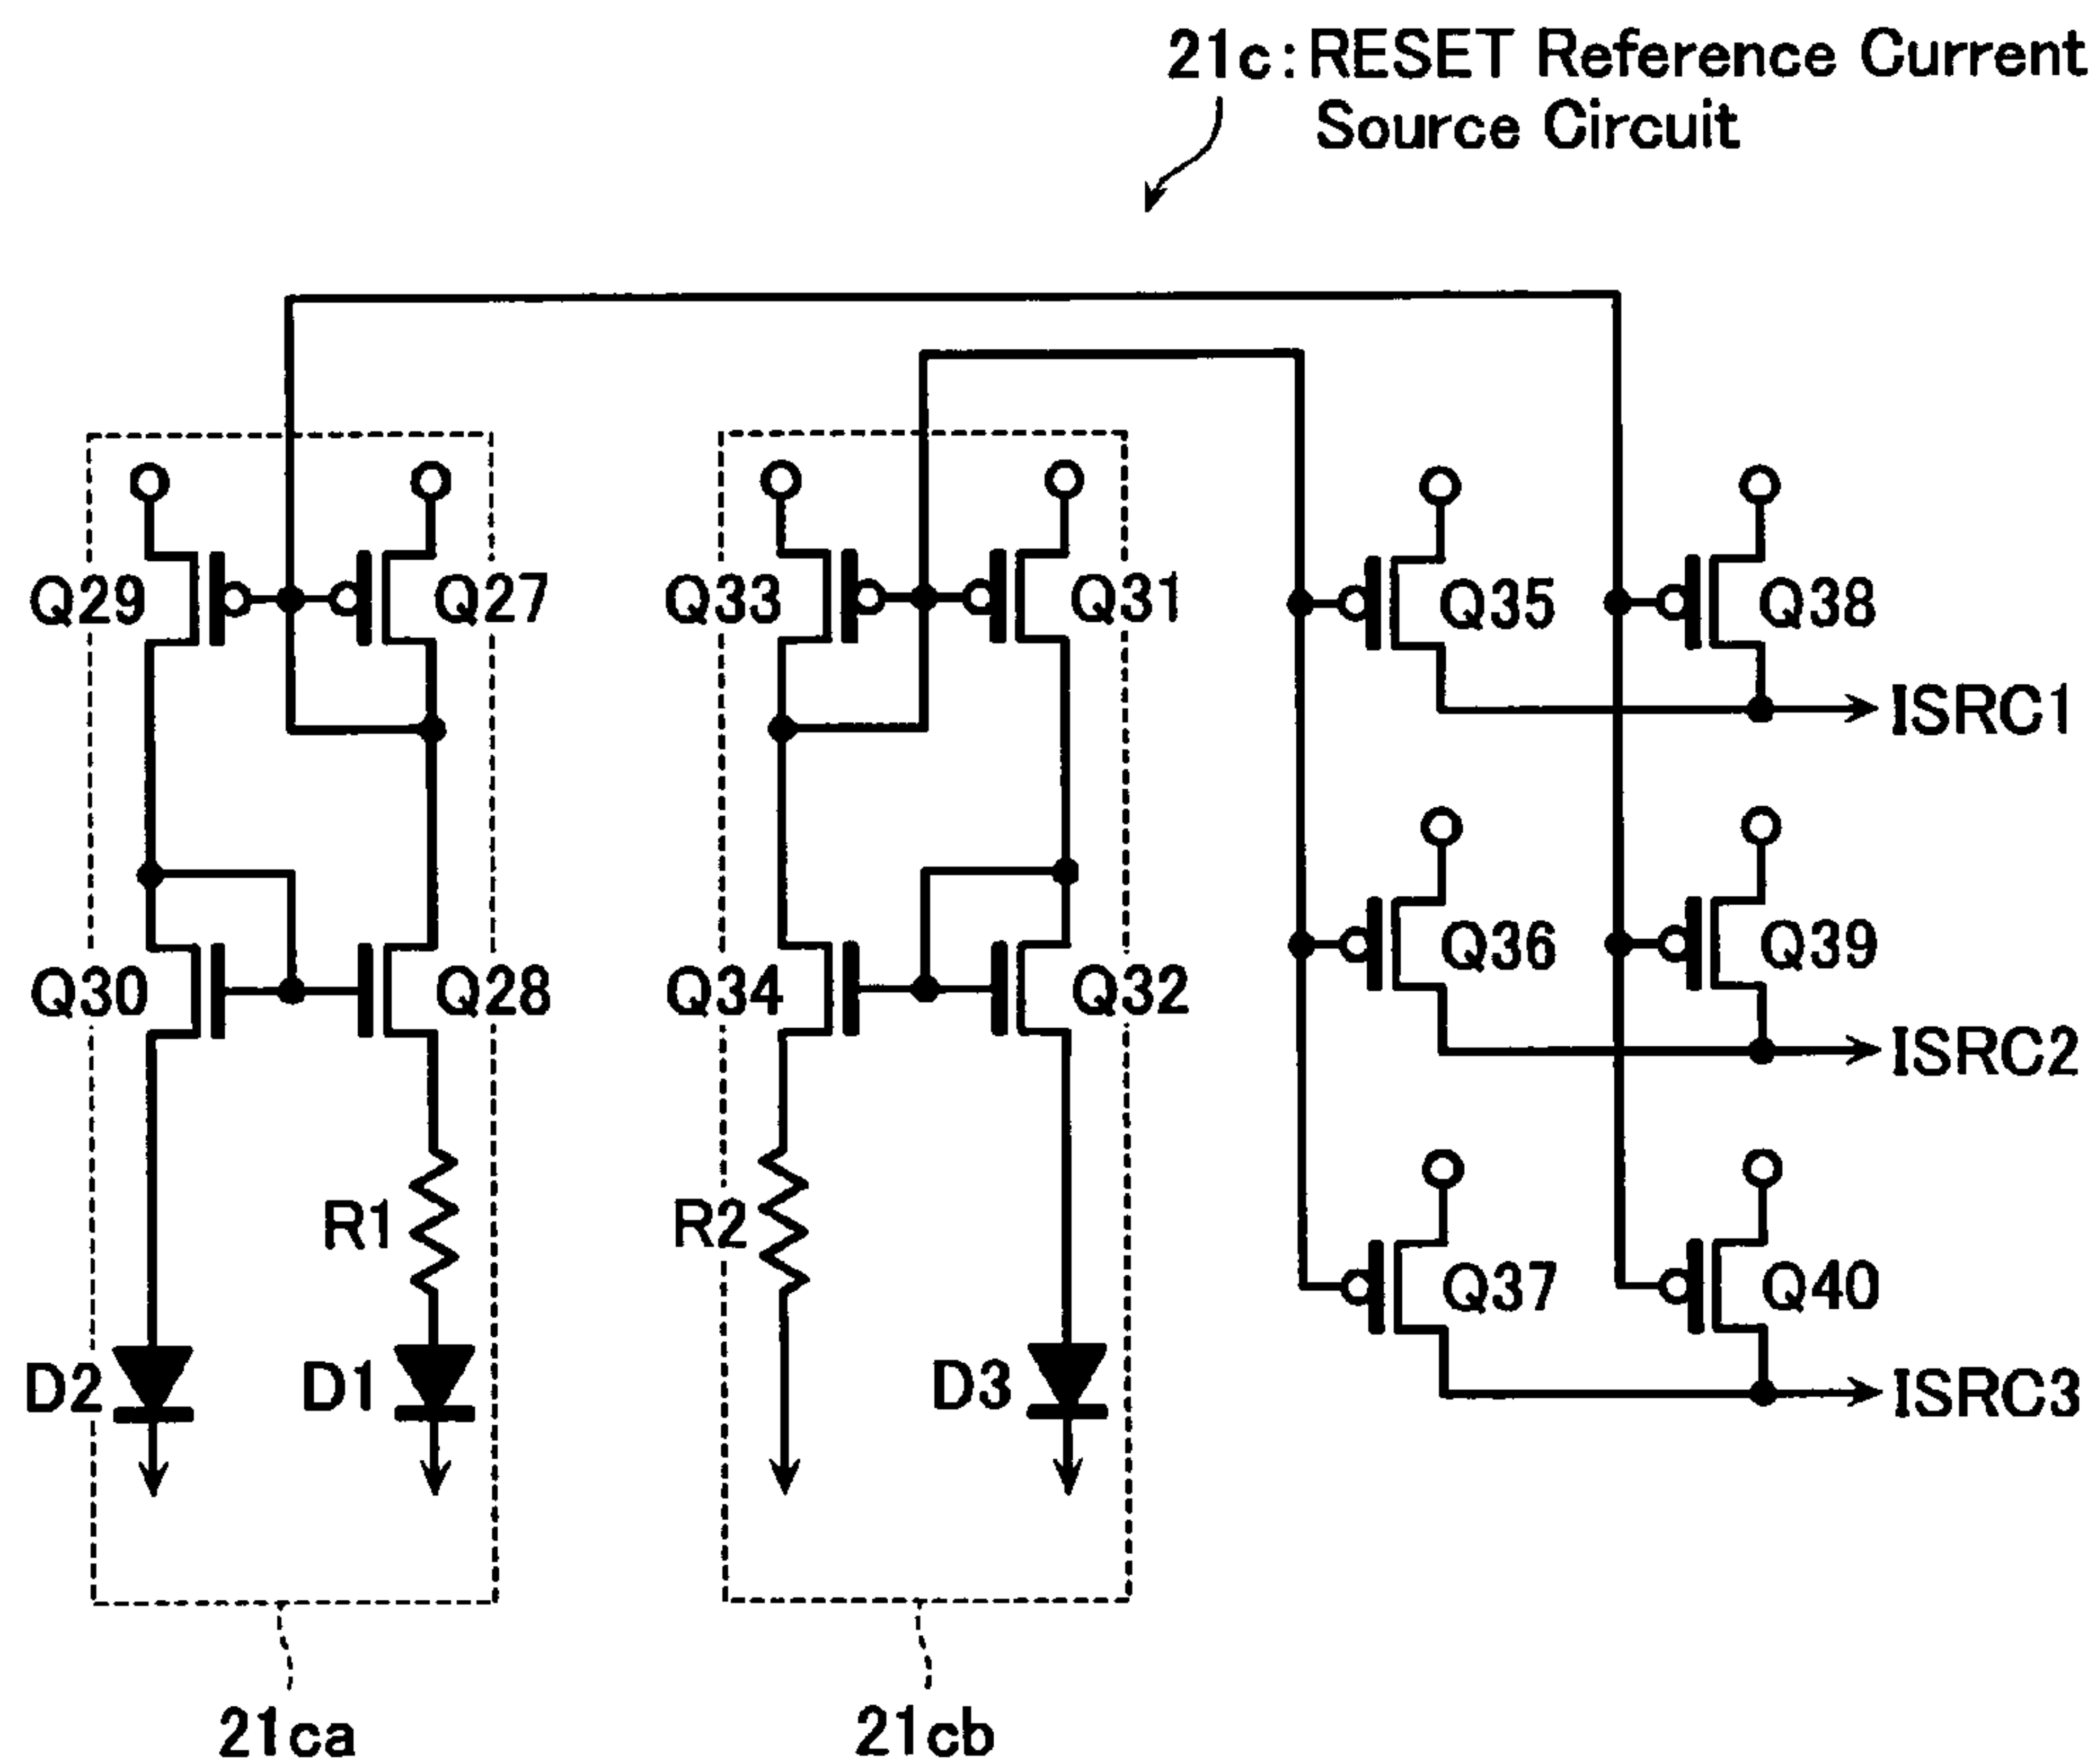 21c:RESET Reference Current
Source Circuit
Q29
Q27
Q33
Q31
Q35
Q38
ISRC1
Q30
Q28
Q34
Q32
Q36
Q39
ISRC2
R1
R2
Q37
Q40
D2
D1
D3
ISRC3
21ca
21cb